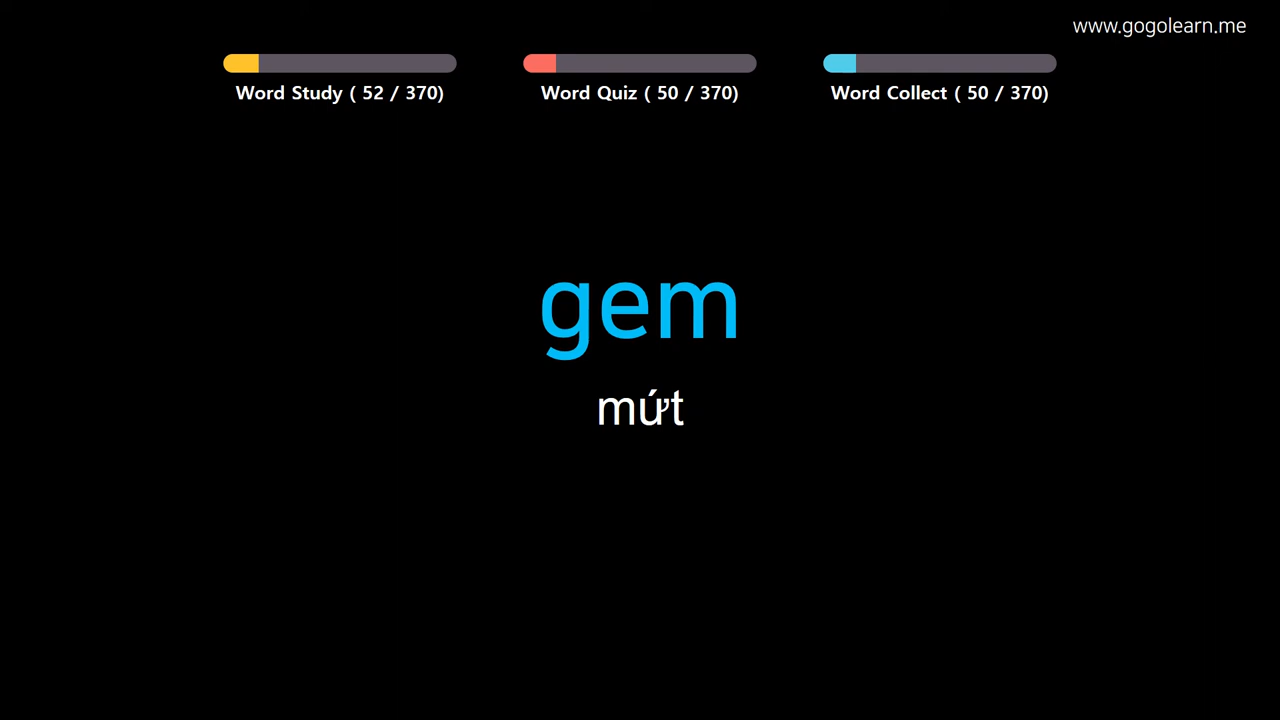 www.gogolearn.me
Word Study ( 52 / 370)
Word Quiz ( 50 / 370)
Word Collect ( 50 / 370)
gem
mứt